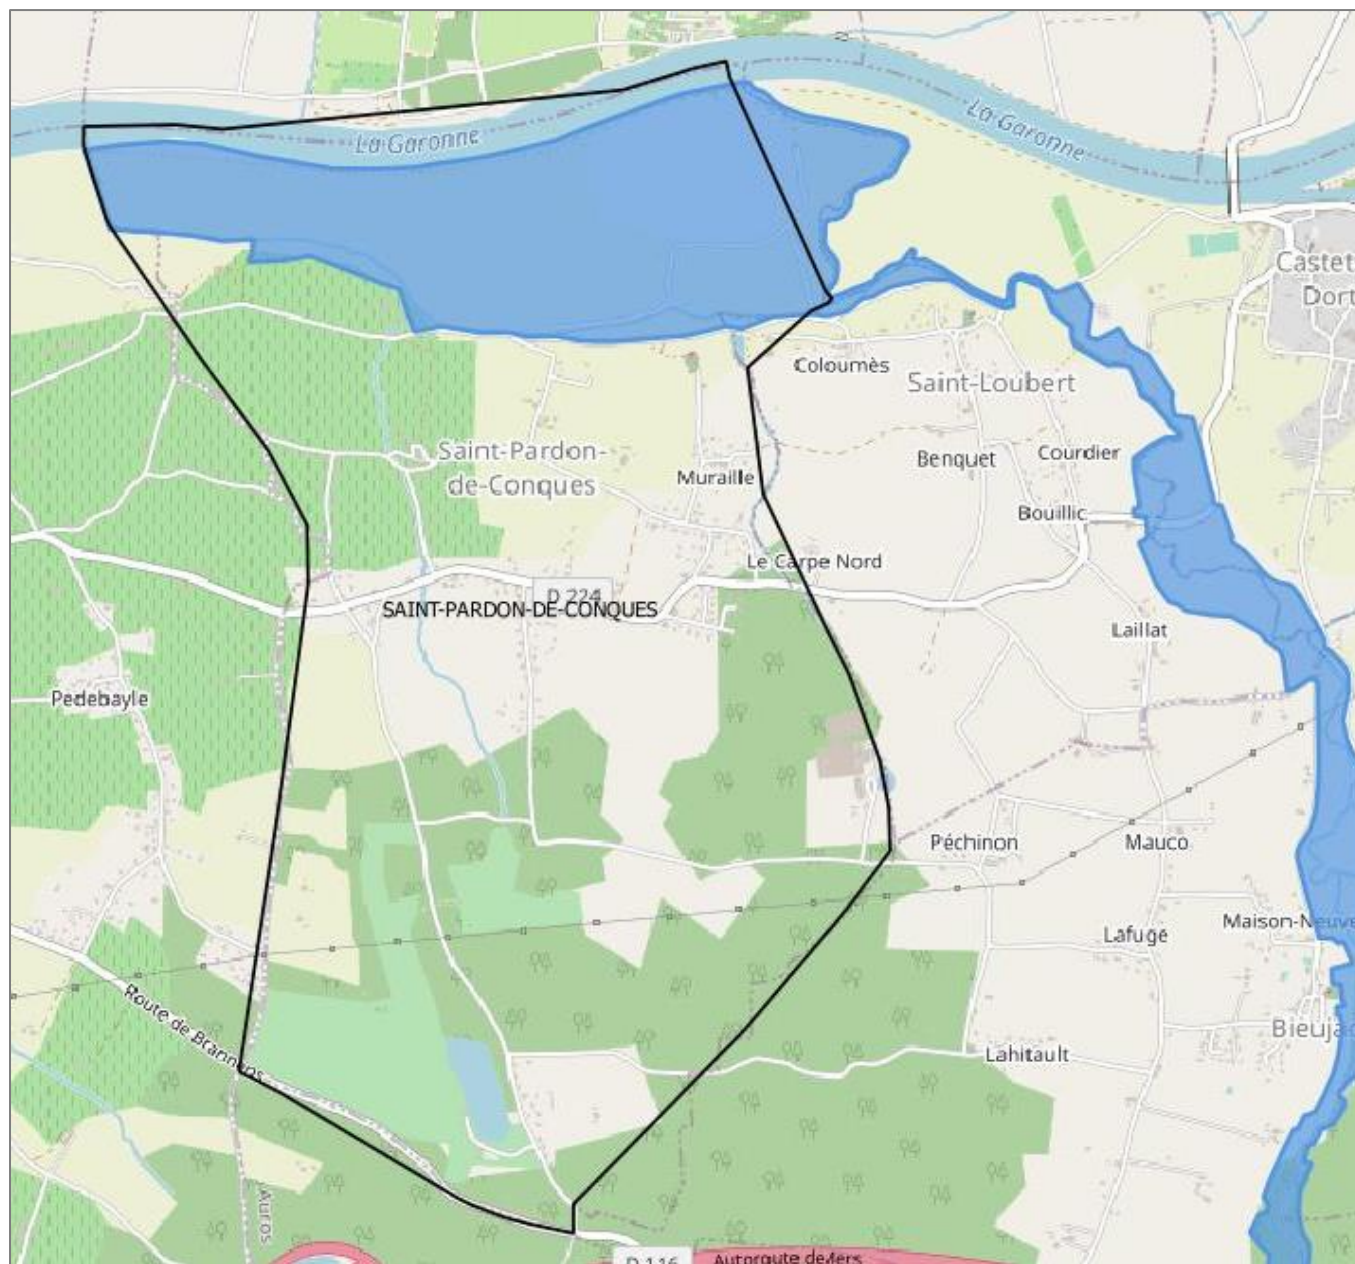 La Garonne
La Garonne
Castet
Dort
Coloumès
Saint-Loubert
Saint-Pardon-
de-Conques
Benquet
Courdier
Muraille
Bouillic
Le Carpe Nord
D 224
SAINT-PARDON-DE-CONQUES
Laillat
Pedebayle
Péchinon
Mauco
Maison-Neuve
Lafuge
Route de Brannens
Bieujac
Lahitault
Auros
D 116
Autoroute de